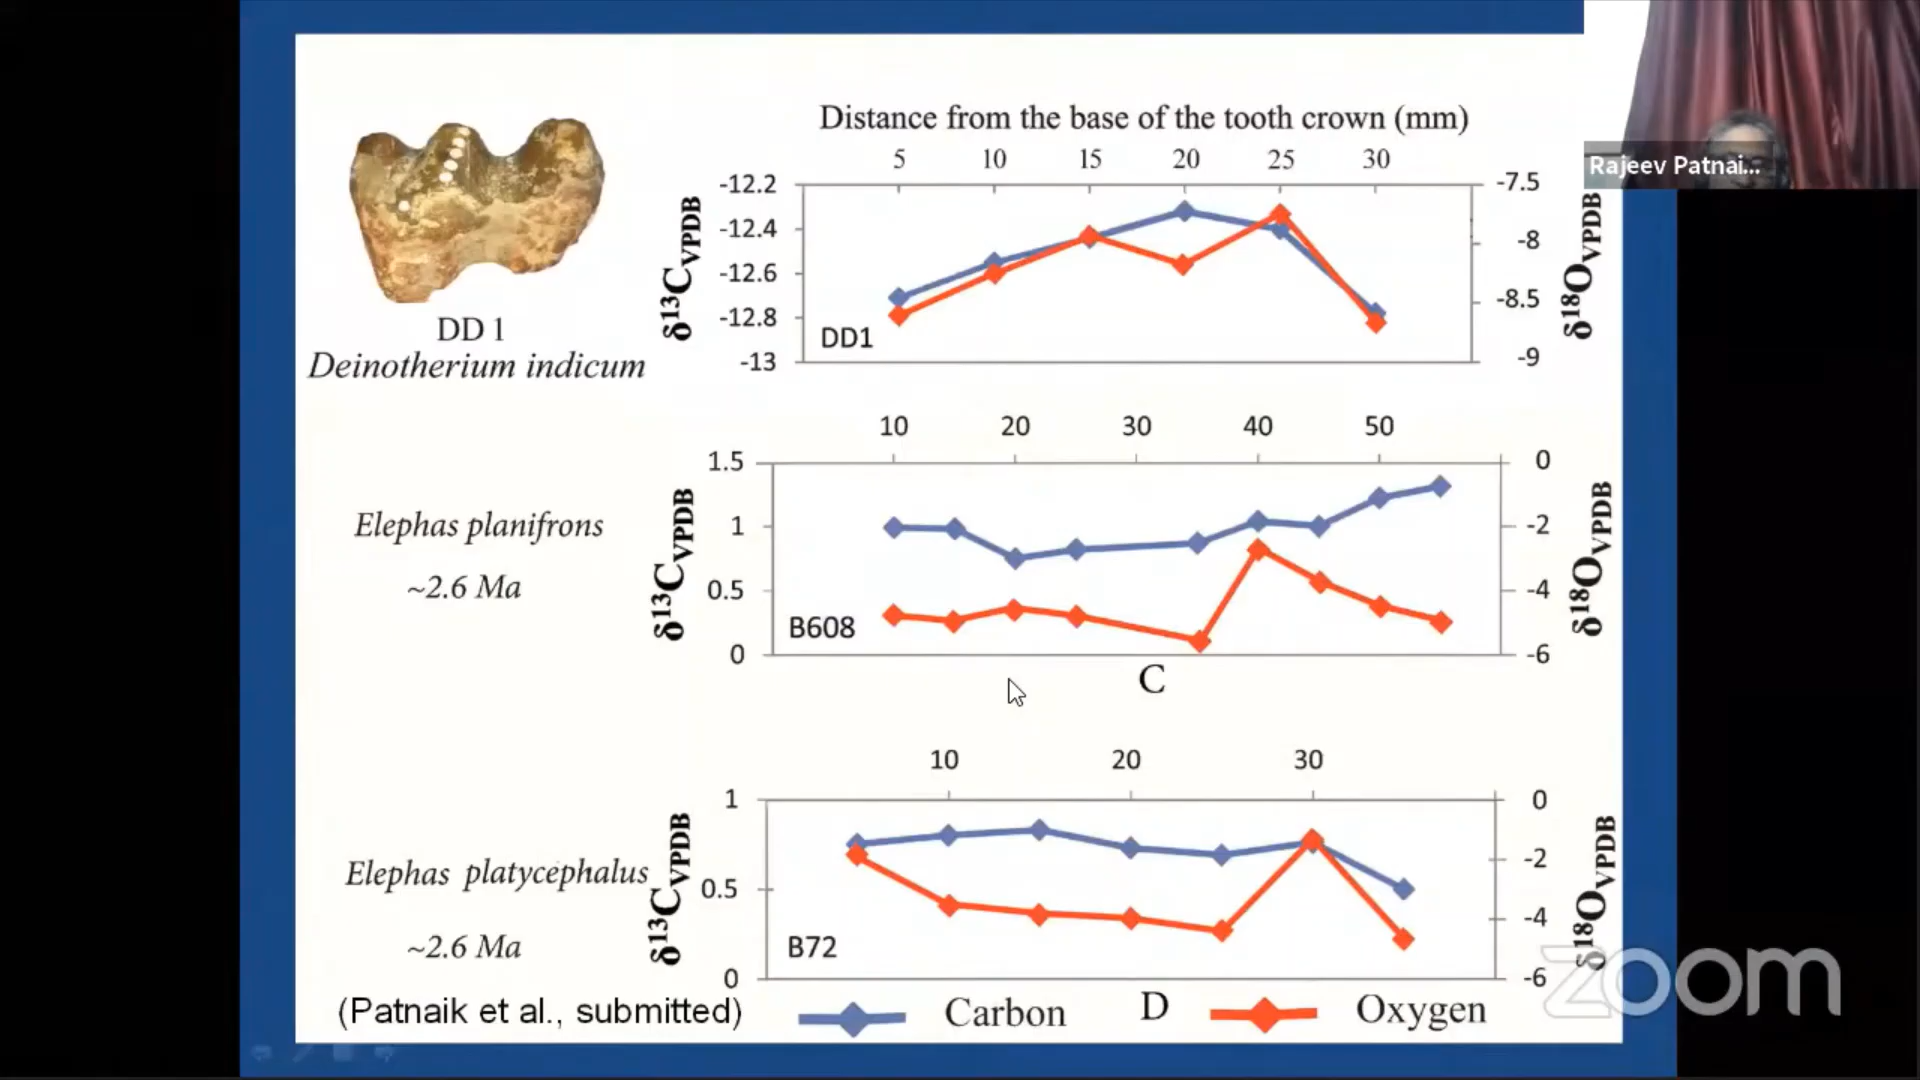 Distance from the base of the tooth crown (mm)
5 10 15 20 25 30
-12.2
-12.4
-12.6
-12.8
-13
δ13CVPDB
-7.5
-8
-8.5
-9
δ18OVPDB
DD1
DD 1
Deinotherium indicum
Rajeev Patnai...
10 20 30 40 50
1.5
1
0.5
0
δ13CVPDB
0
-2
-4
-6
δ18OVPDB
B608
C
Elephas planifrons
~2.6 Ma
10 20 30
1
0.5
0
δ13CVPDB
0
-2
-4
-6
δ18OVPDB
B72
Elephas platycephalus
~2.6 Ma
(Patnaik et al., submitted)
Carbon D Oxygen
zoom